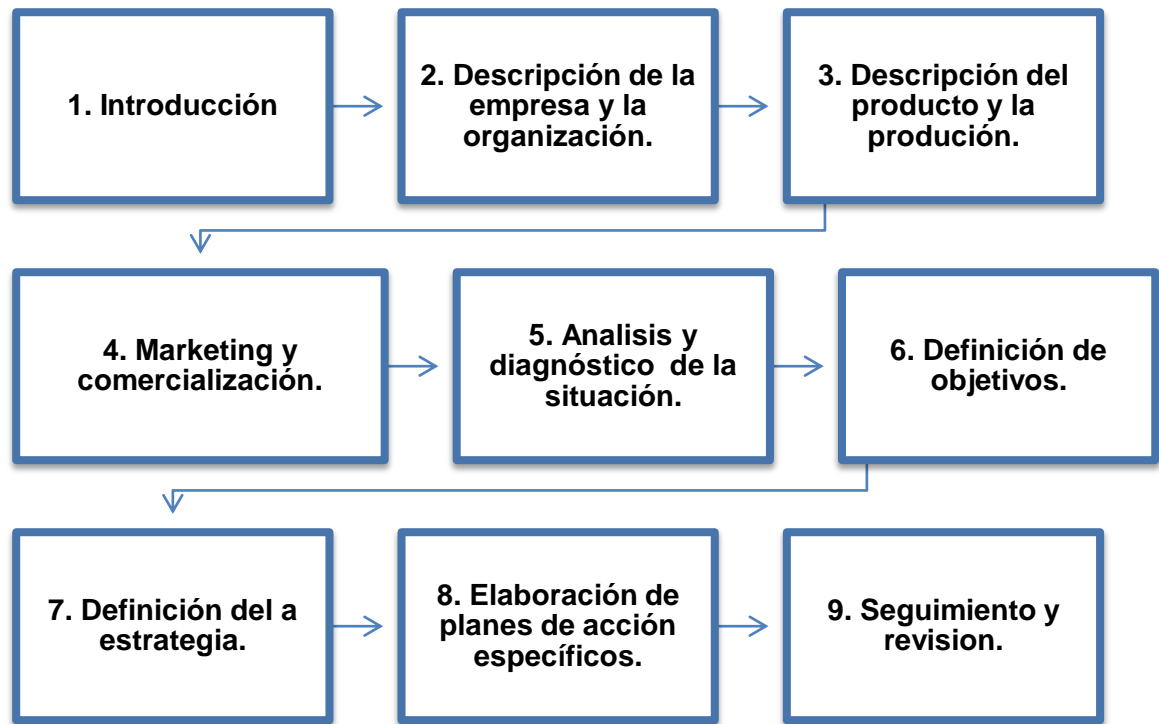 1. Introducción
2. Descripción de la
empresa y la
organización.
3. Descripción del
producto y la
produción.
4. Marketing y
comercialización.
5. Analisis y
diagnóstico  de la
situación.
6. Definición de
objetivos.
7. Definición del a
estrategia.
8. Elaboración de
planes de acción
específicos.
9. Seguimiento y
revision.